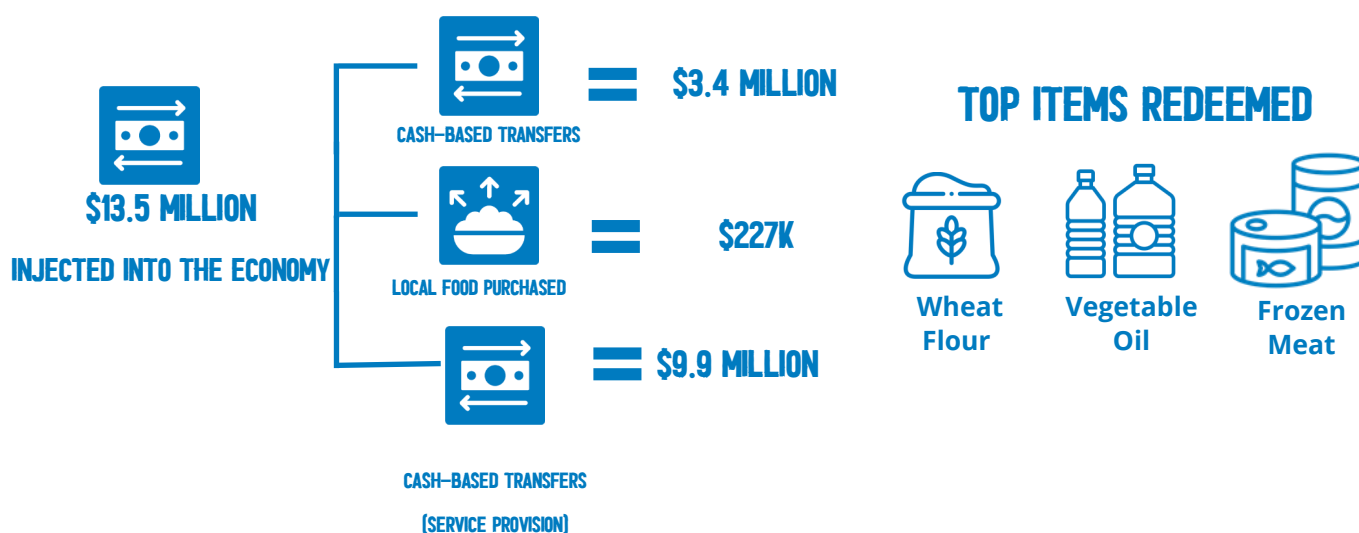 $13.5 MILLION
INJECTED INTO THE ECONOMY
CASH-BASED TRANSFERS
$3.4 MILLION
LOCAL FOOD PURCHASED
$227K
CASH-BASED TRANSFERS
(SERVICE PROVISION)
$9.9 MILLION
TOP ITEMS REDEEMED
Wheat
Flour
Vegetable
Oil
Frozen
Meat